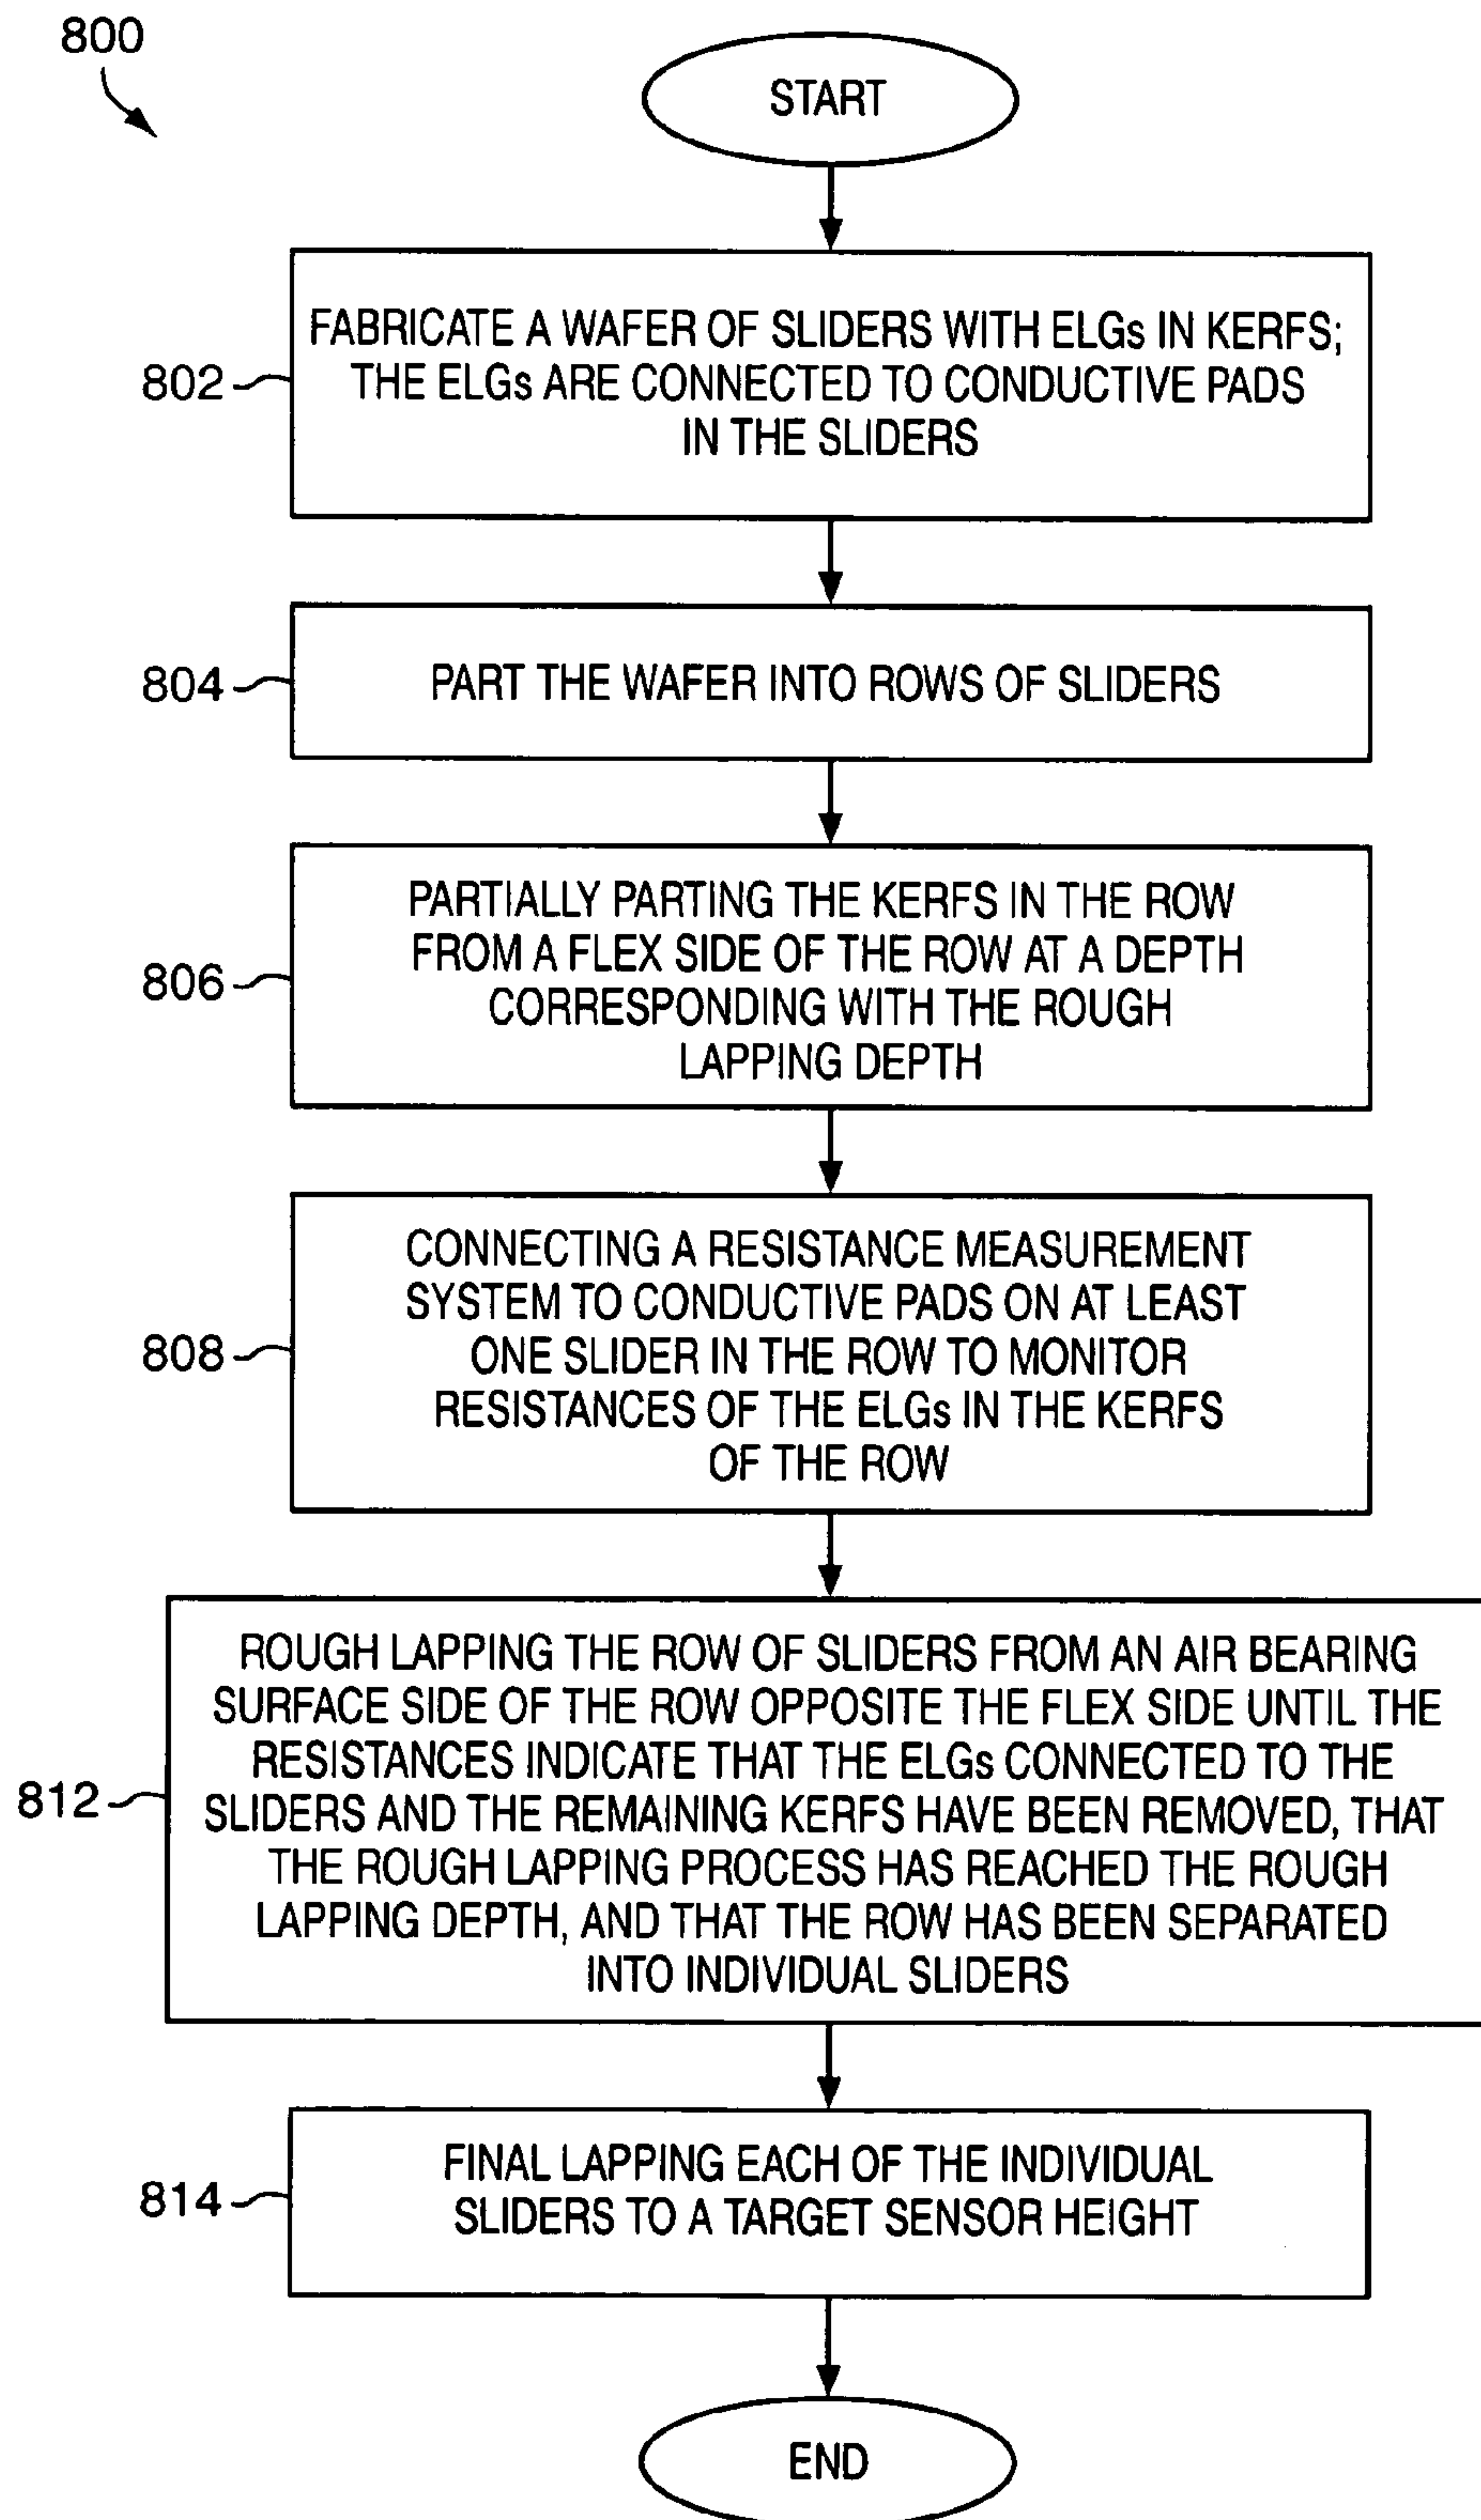 800
START
802
FABRICATE A WAFER OF SLIDERS WITH ELGs IN KERFS;
THE ELGs ARE CONNECTED TO CONDUCTIVE PADS
IN THE SLIDERS
804
PART THE WAFER INTO ROWS OF SLIDERS
806
PARTIALLY PARTING THE KERFS IN THE ROW
FROM A FLEX SIDE OF THE ROW AT A DEPTH
CORRESPONDING WITH THE ROUGH
LAPPING DEPTH
808
CONNECTING A RESISTANCE MEASUREMENT
SYSTEM TO CONDUCTIVE PADS ON AT LEAST
ONE SLIDER IN THE ROW TO MONITOR
RESISTANCES OF THE ELGs IN THE KERFS
OF THE ROW
812
ROUGH LAPPING THE ROW OF SLIDERS FROM AN AIR BEARING
SURFACE SIDE OF THE ROW OPPOSITE THE FLEX SIDE UNTIL THE
RESISTANCES INDICATE THAT THE ELGs CONNECTED TO THE
SLIDERS AND THE REMAINING KERFS HAVE BEEN REMOVED, THAT
THE ROUGH LAPPING PROCESS HAS REACHED THE ROUGH
LAPPING DEPTH, AND THAT THE ROW HAS BEEN SEPARATED
INTO INDIVIDUAL SLIDERS
814
FINAL LAPPING EACH OF THE INDIVIDUAL
SLIDERS TO A TARGET SENSOR HEIGHT
END